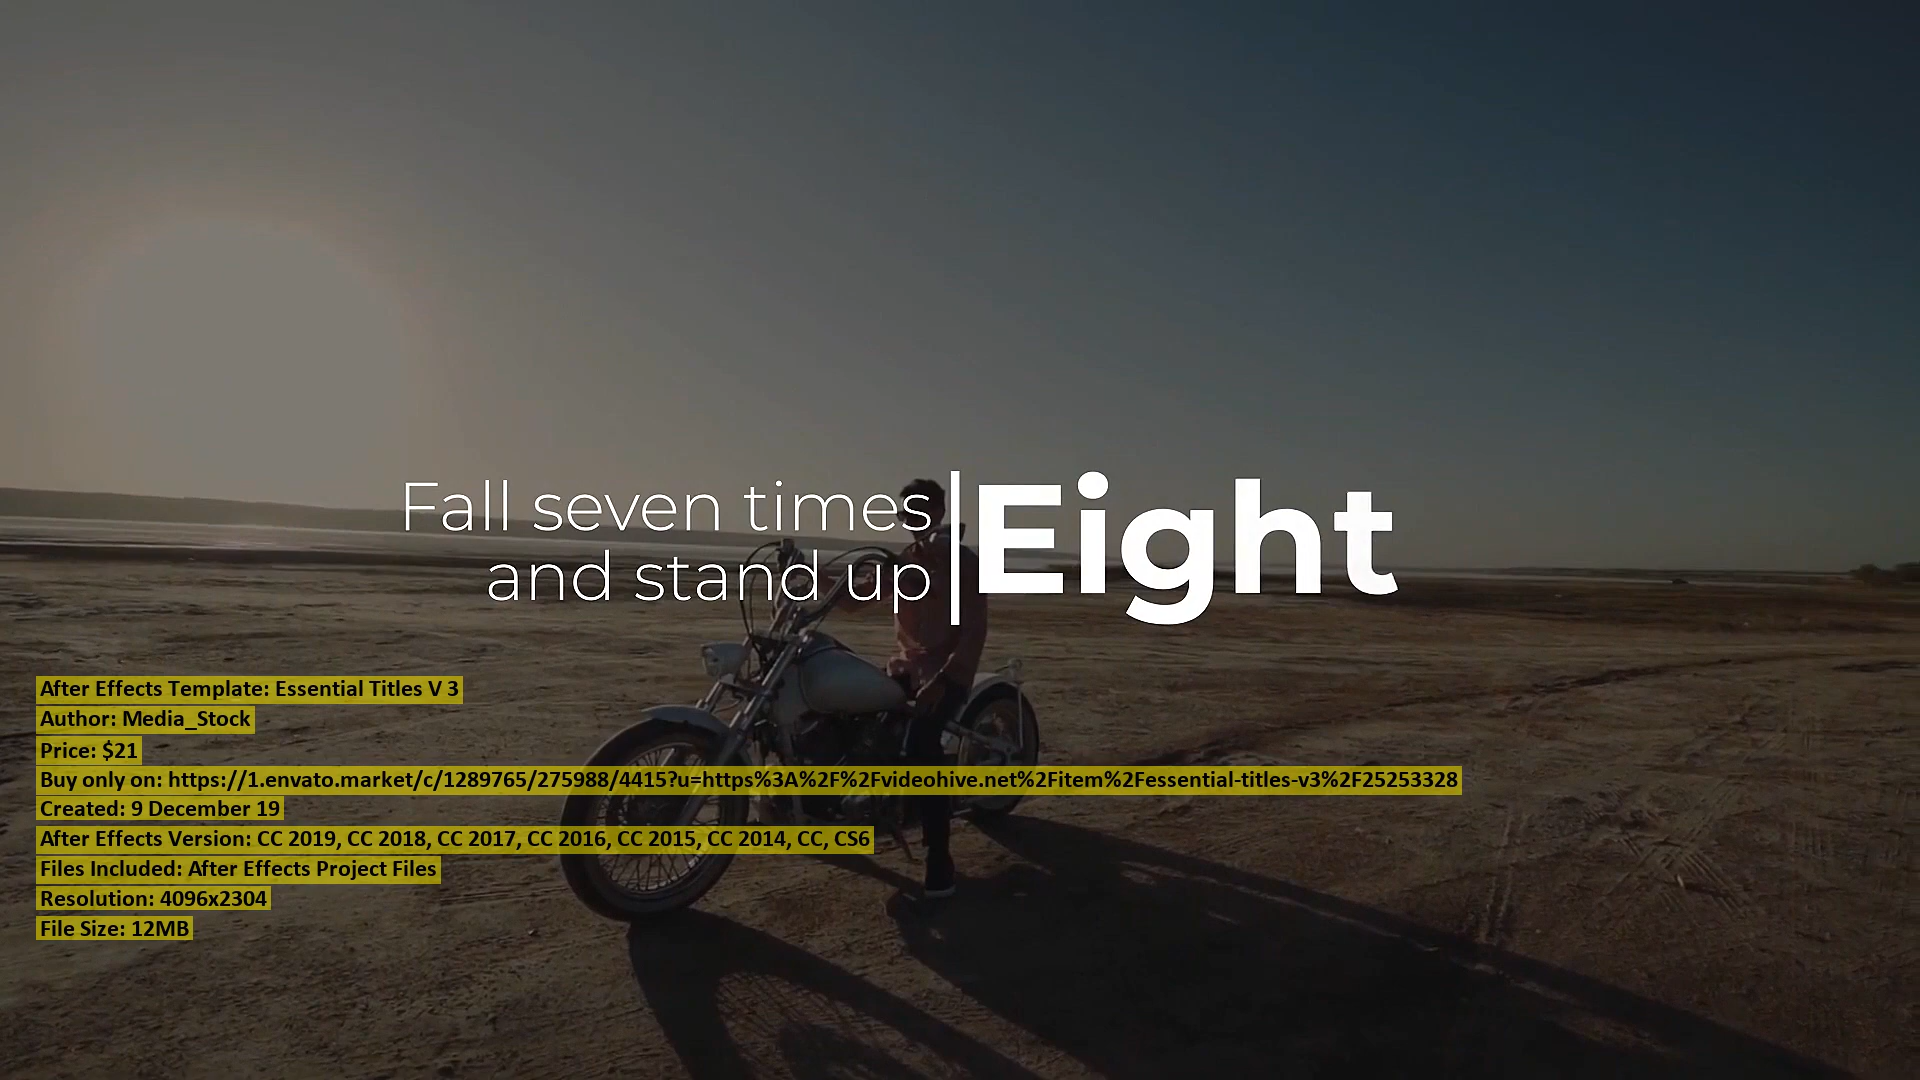 Fall seven times
and stand up
Eight
After Effects Template: Essential Titles V 3
Author: Media_Stock
Price: $21
Buy only on: https://1.envato.market/c/1289765/275988/4415?u=https%3A%2F%2Fvideohive.net%2Fitem%2Fessential-titles-v3%2F25253328
Created: 9 December 19
After Effects Version: CC 2019, CC 2018, CC 2017, CC 2016, CC 2015, CC 2014, CC, CS6
Files Included: After Effects Project Files
Resolution: 4096x2304
File Size: 12MB